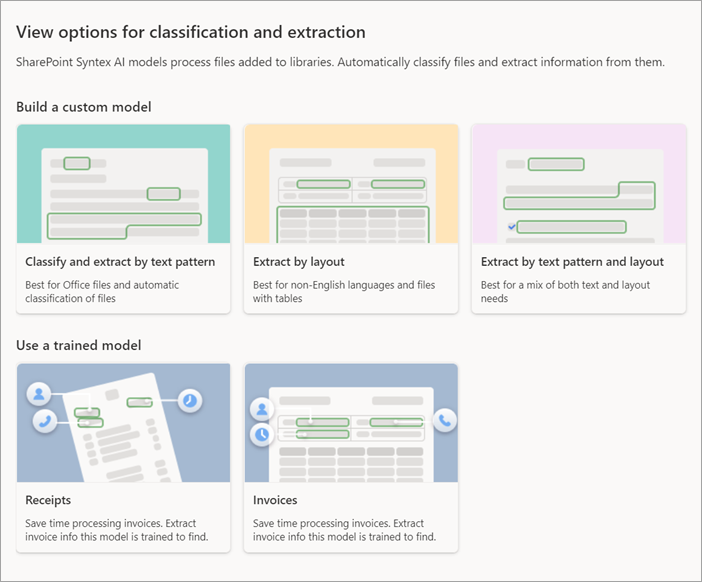 View options for classification and extraction
SharePoint Syntex AI models process files added to libraries. Automatically classify files and extract information from them.
Build a custom model
Classify and extract by text pattern
Best for Office files and automatic
classification of files
Extract by layout
Best for non-English languages and files
with tables
Extract by text pattern and layout
Best for a mix of both text and layout
needs
Use a trained model
Receipts
Save time processing invoices. Extract
invoice info this model is trained to find.
Invoices
Save time processing invoices. Extract
invoice info this model is trained to find.